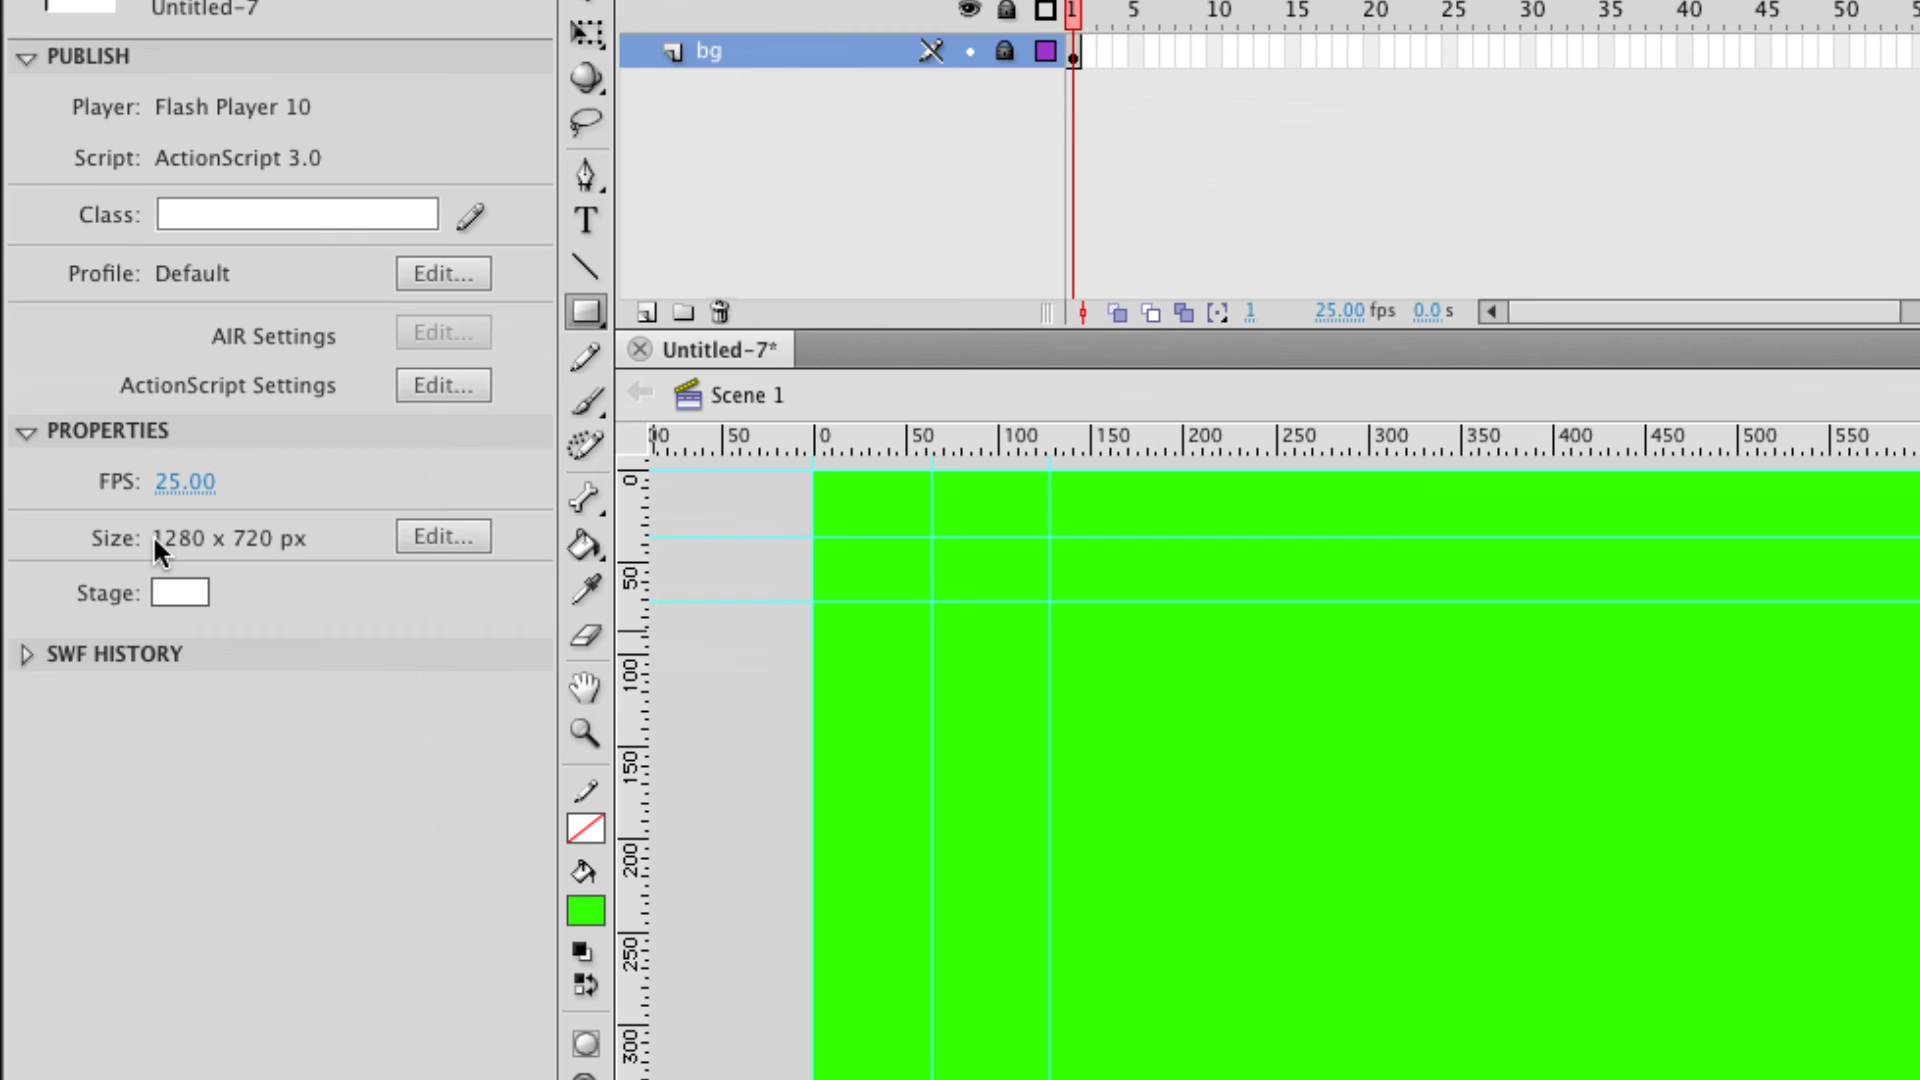 Untitled-7
PUBLISH
Player: Flash Player 10
Script: ActionScript 3.0
Class:
Profile: Default Edit...
AIR Settings Edit...
ActionScript Settings Edit...
PROPERTIES
FPS: 25.00
Size: 1280 x 720 px Edit...
Stage:
SWF HISTORY
T
1 5 10 15 20 25 30 35 40 45 50
bg
1 25.00 fps 0.0 s
Untitled-7*
Scene 1
50 0 50 100 150 200 250 300 350 400 450 500 550
0
50
100
150
200
250
300